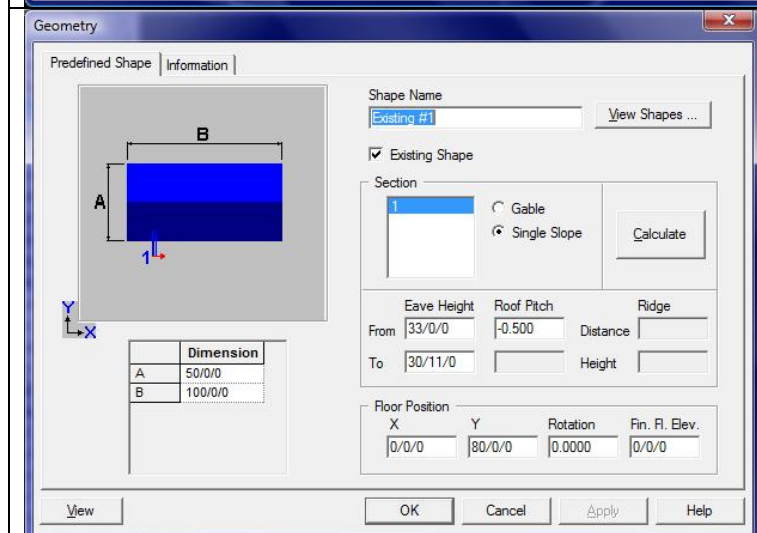 Geometry
Predefined Shape Information
B
A
1
Y
X
Dimension
A 50/0/0
B 100/0/0
Shape Name
Existing #1 View Shapes ...
Existing Shape
Section
1
Gable
Single Slope
Calculate
Eave Height Roof Pitch Ridge
From 33/0/0 -0.500 Distance
To 30/11/0 Height
Floor Position
X Y Rotation Fin. Fl. Elev.
0/0/0 80/0/0 0.0000 0/0/0
View OK Cancel Apply Help